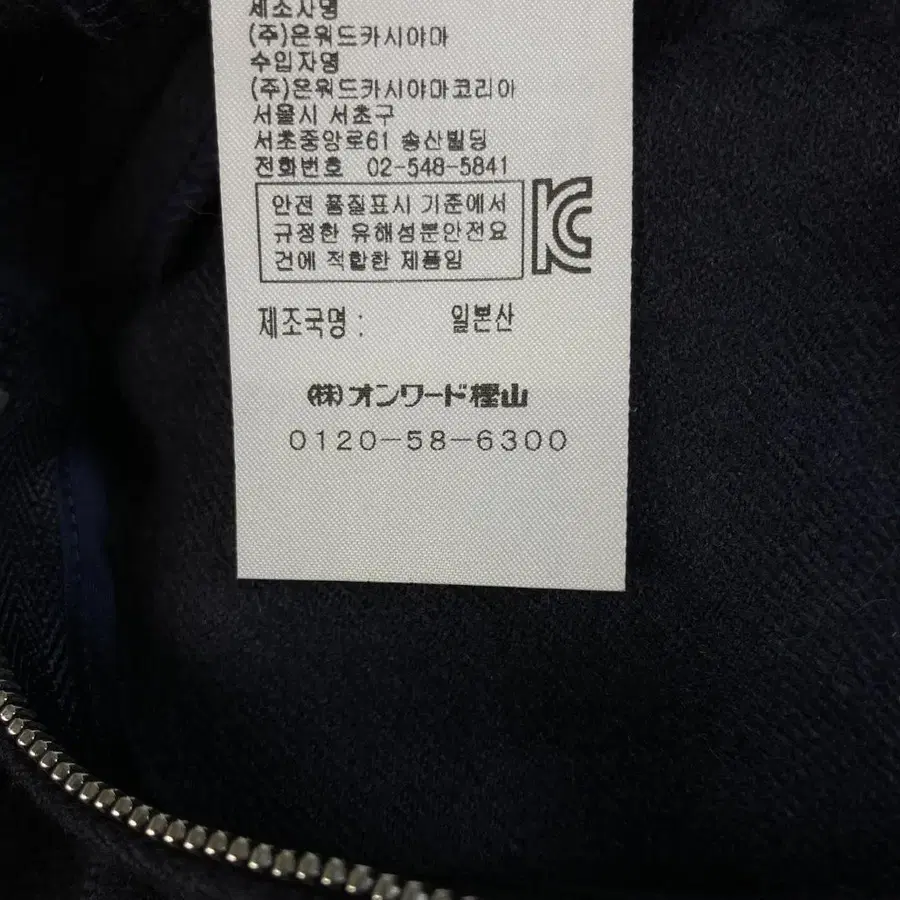 제조자명
(주)온워드카시야마
수입자명
(주)온워드카시야마코리아
서울시 서초구
서초중앙로61 송산빌딩
전화번호 02-548-5841
안전 품질표시 기준에서
규정한 유해성분안전요
건에 적합한 제품임
KC
제조국명 : 일본산
(株)オンワード樫山
0120-58-6300